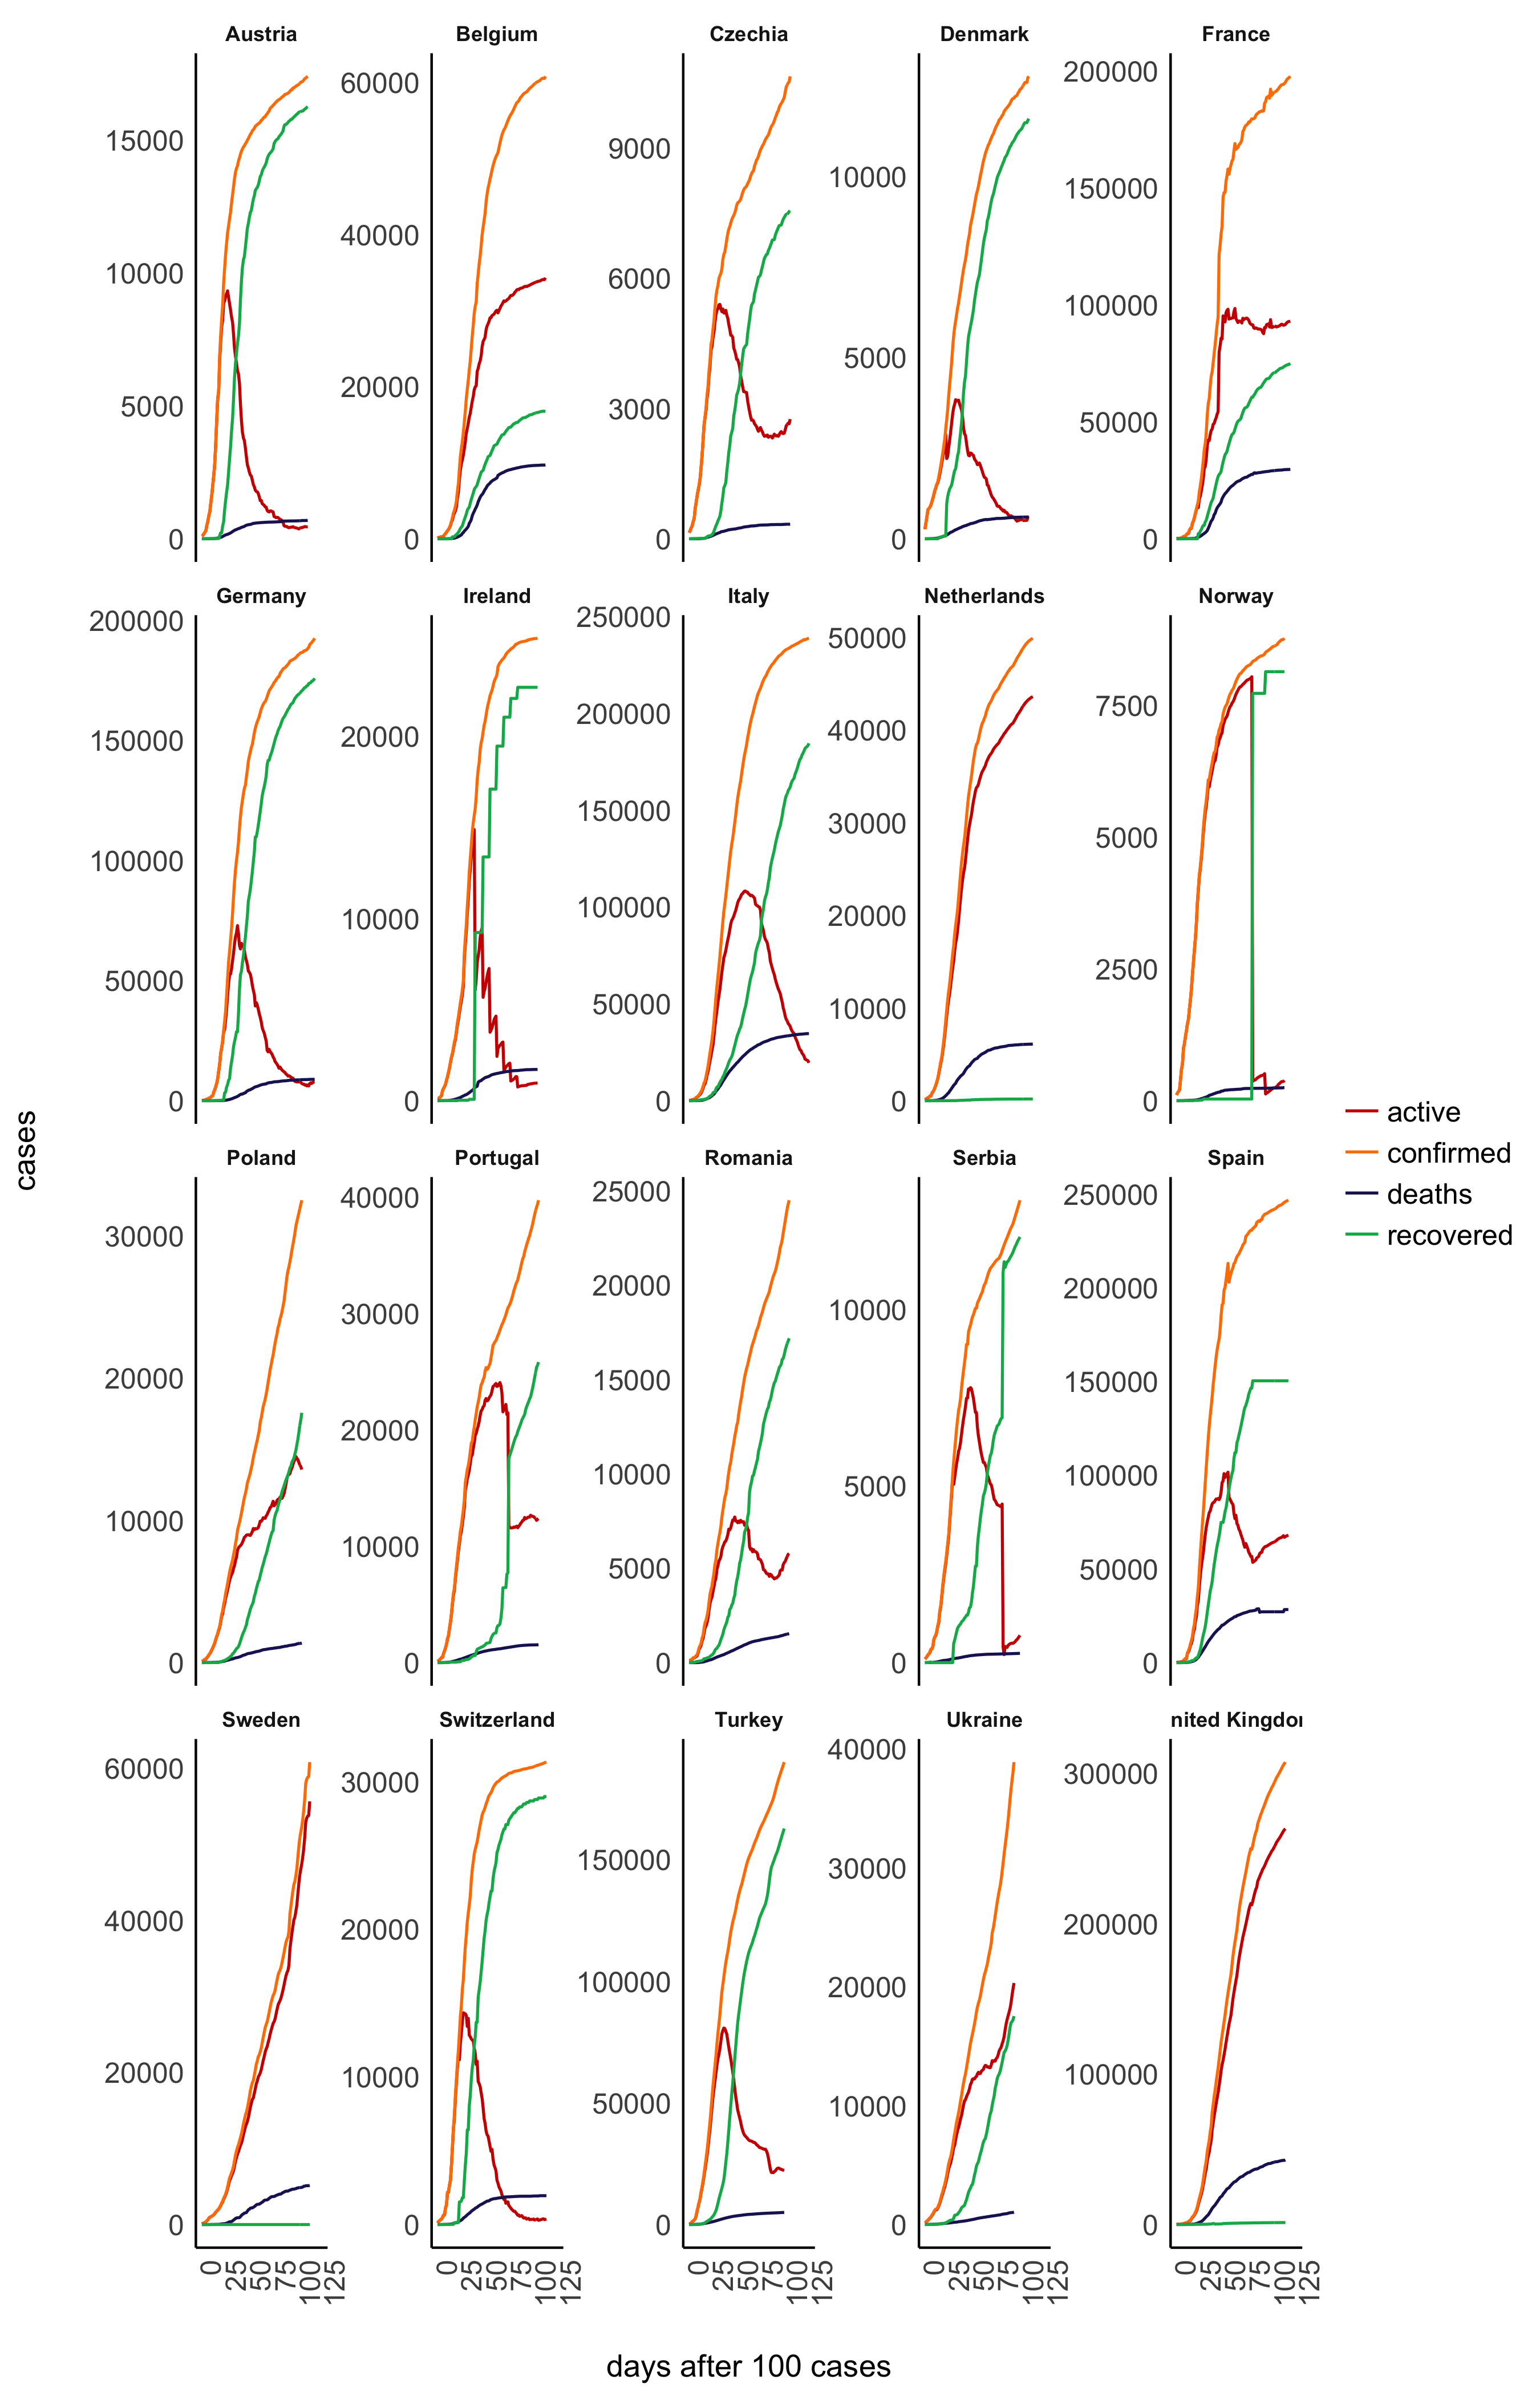 Austria Belgium Czechia Denmark France
15000 10000 5000 0
60000 40000 20000 0
9000 6000 3000 0
10000 5000 0
200000 150000 100000 50000 0
Germany Ireland Italy Netherlands Norway
200000 150000 100000 50000 0
20000 10000 0
250000 200000 150000 100000 50000 0
50000 40000 30000 20000 10000 0
7500 5000 2500 0
cases
active
confirmed
deaths
recovered
Poland Portugal Romania Serbia Spain
30000 20000 10000 0
40000 30000 20000 10000 0
25000 20000 15000 10000 5000 0
10000 5000 0
250000 200000 150000 100000 50000 0
Sweden Switzerland Turkey Ukraine nited Kingdo
60000 40000 20000 0
30000 20000 10000 0
150000 100000 50000 0
40000 30000 20000 10000 0
300000 200000 100000 0
0 25 50 75 100 125
0 25 50 75 100 125
0 25 50 75 100 125
0 25 50 75 100 125
0 25 50 75 100 125
days after 100 cases